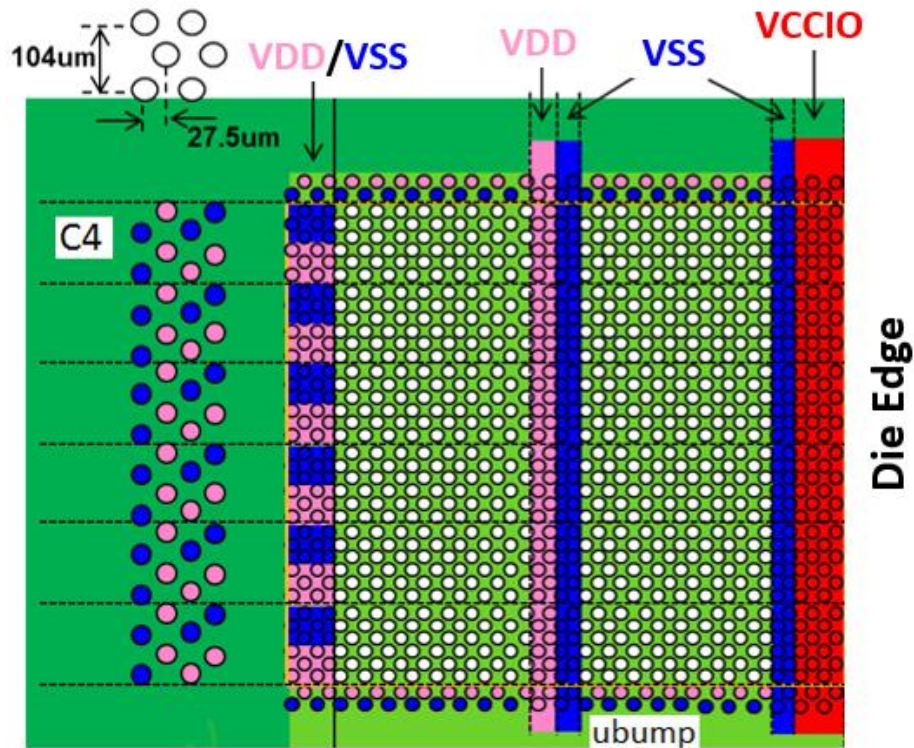 104um
27.5um
VDD/VSS
VDD
VSS
VCCIO
C4
Die Edge
ubump